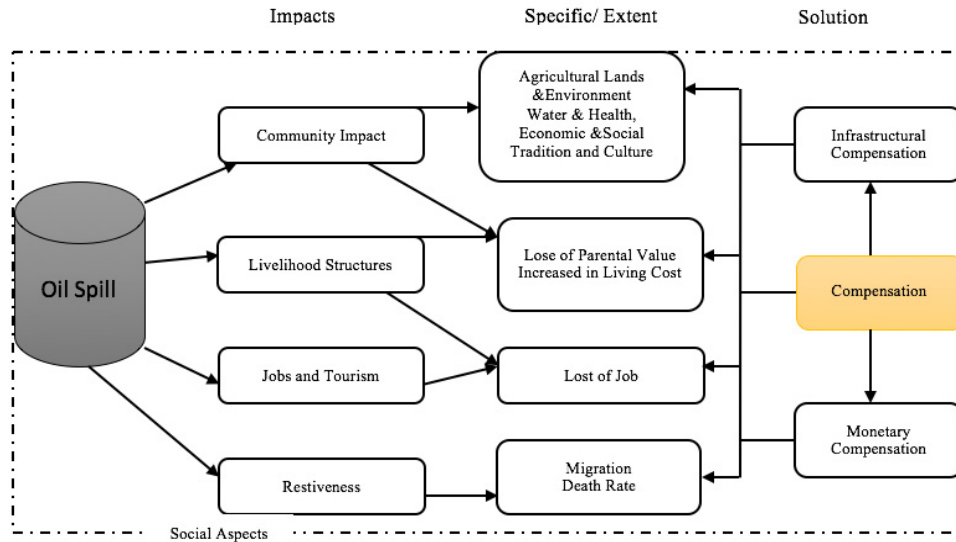 Impacts
Specific/ Extent
Solution
Agricultural Lands
&Environment
Water & Health,
Economic &Social
Tradition and Culture
Community Impact
Infrastructural
Compensation
Oil Spill
Livelihood Structures
Lose of Parental Value
Increased in Living Cost
Compensation
Jobs and Tourism
Lost of Job
Monetary
Compensation
Restiveness
Migration
Death Rate
Social Aspects